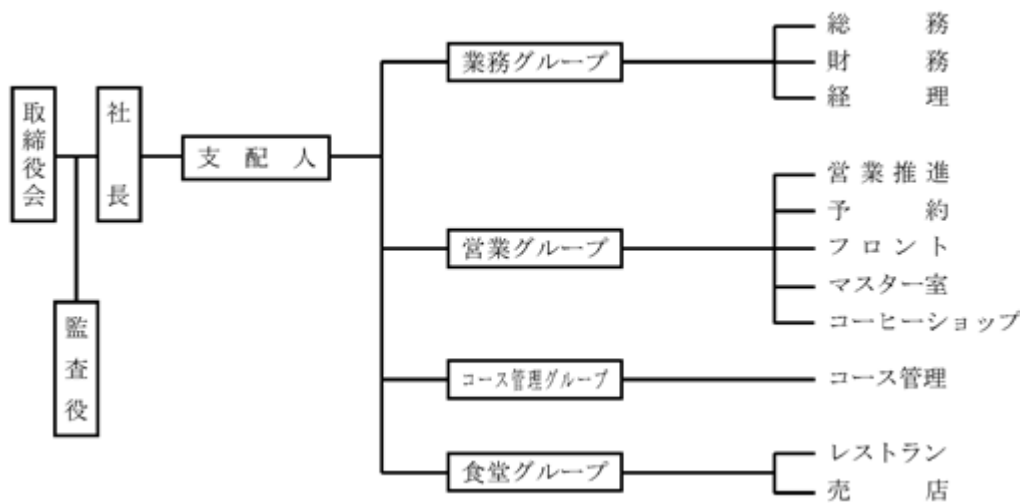 取締役会
社長
監査役
支配人
業務グループ
総務
財務
経理
営業グループ
営業推進
予約
フロント
マスター室
コーヒーショップ
コース管理グループ
コース管理
食堂グループ
レストラン
売店